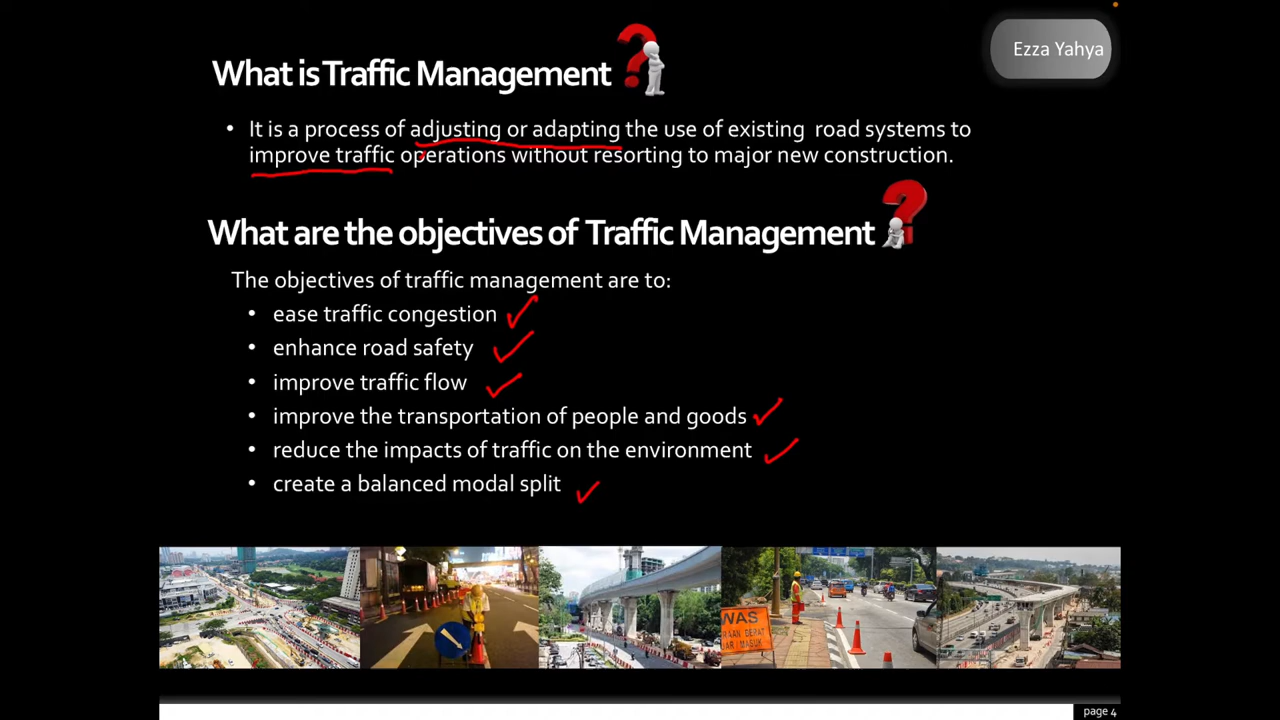 Ezza Yahya
What is Traffic Management
• It is a process of adjusting or adapting the use of existing road systems to
improve traffic operations without resorting to major new construction.
What are the objectives of Traffic Management
The objectives of traffic management are to:
• ease traffic congestion
• enhance road safety
• improve traffic flow
• improve the transportation of people and goods
• reduce the impacts of traffic on the environment
• create a balanced modal split
WAS
page 4